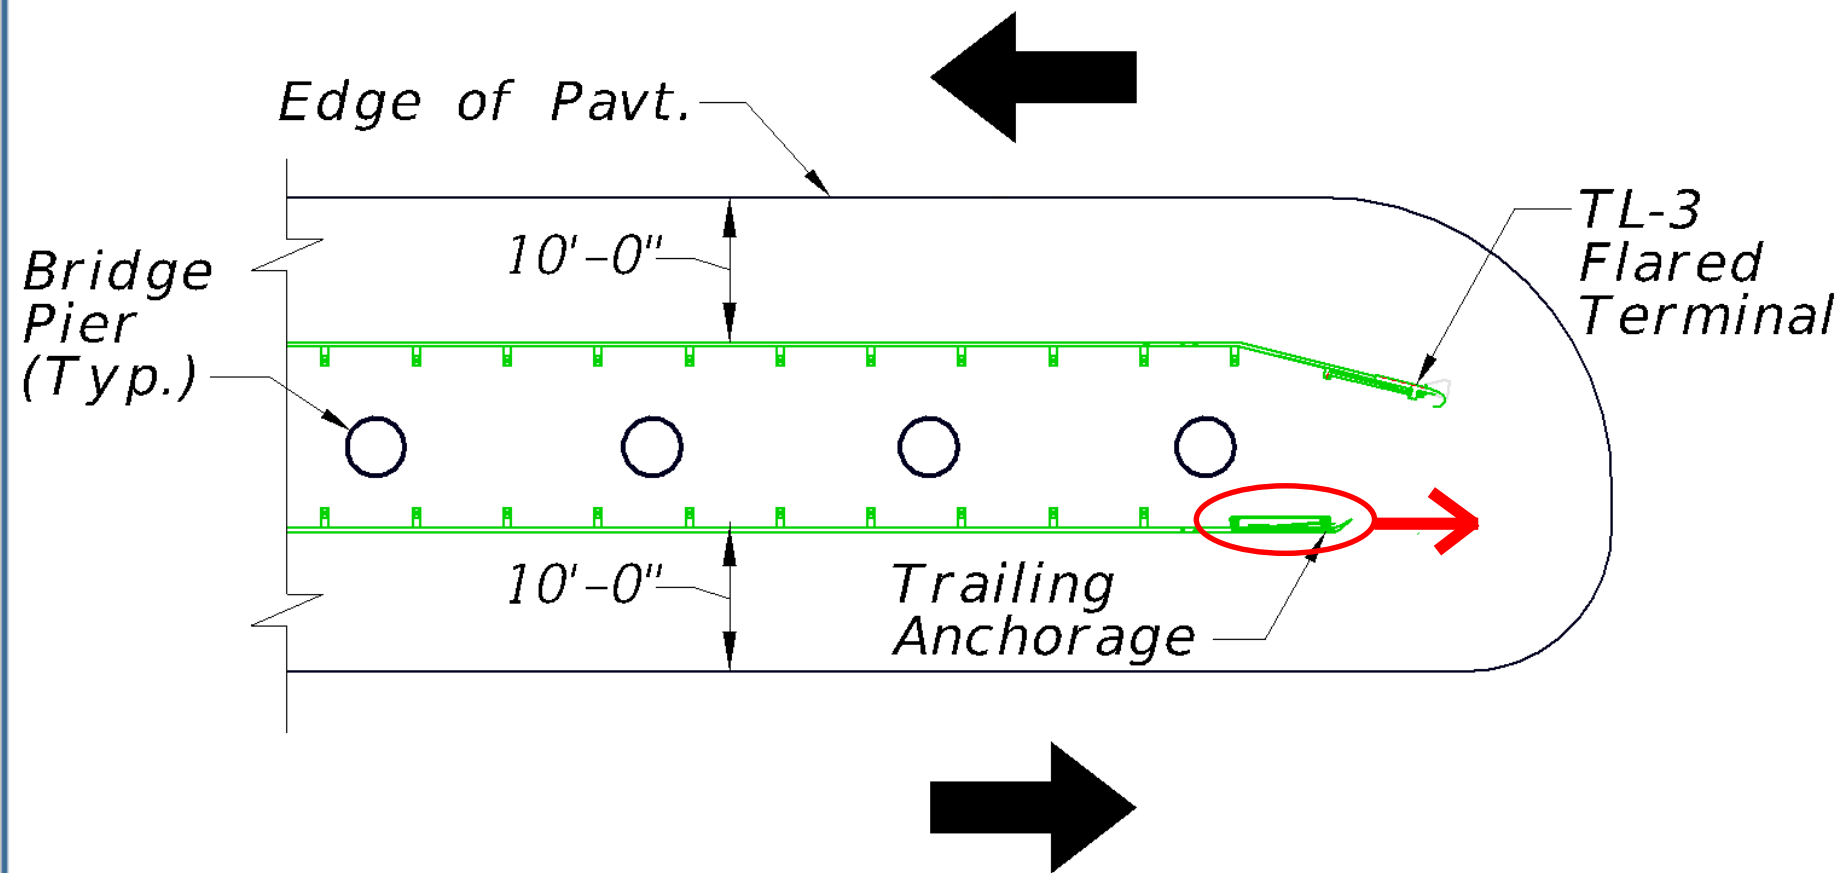 Edge of Pavt.
TL-3
Flared
Terminal
10'-0"
Bridge
Pier
(Typ.)
10'-0"
Trailing
Anchorage